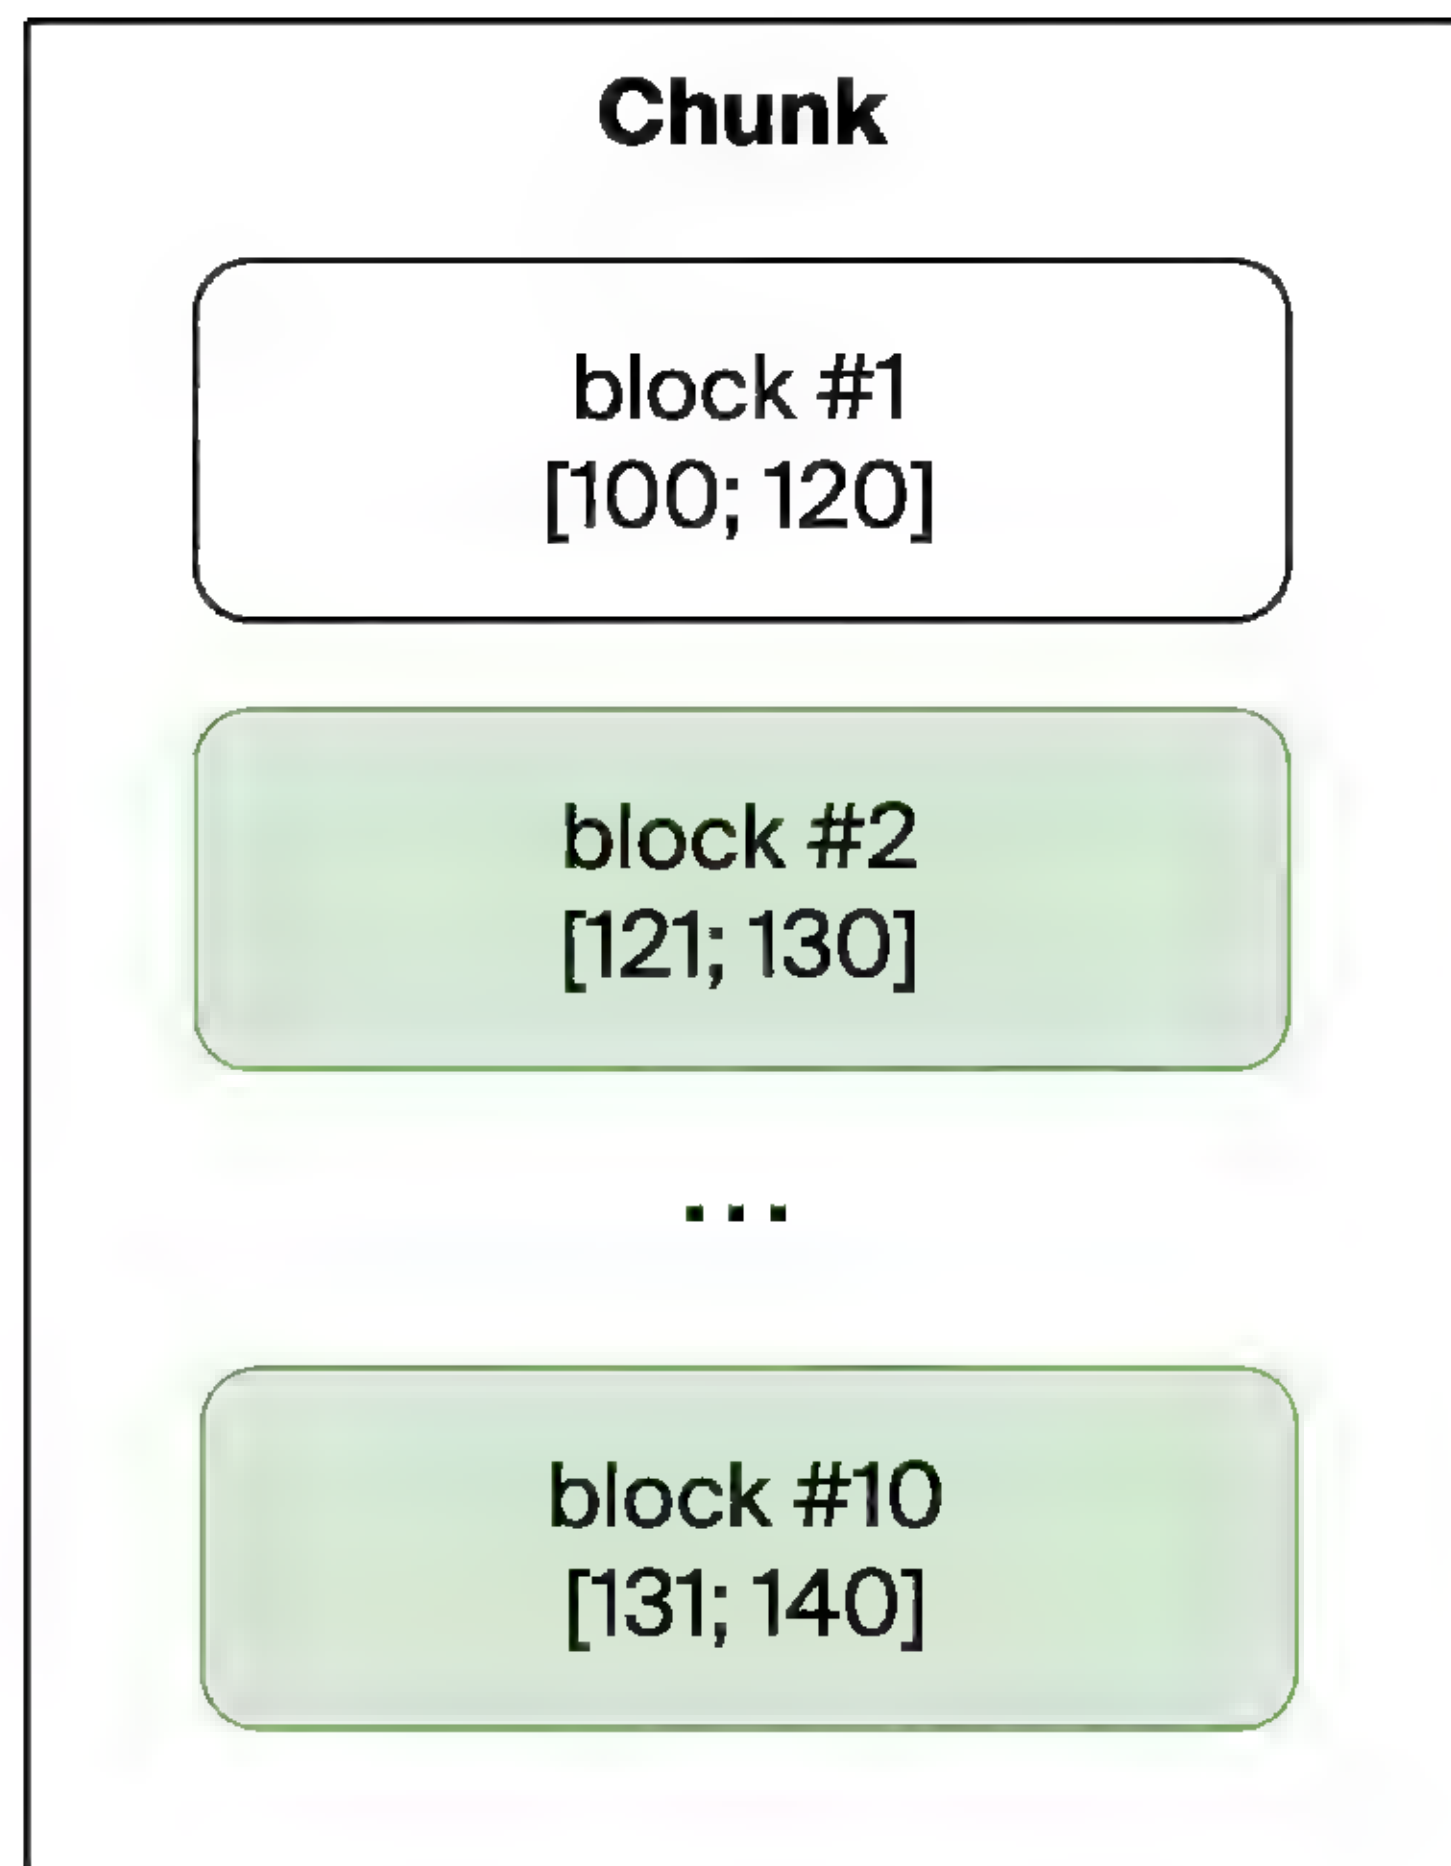 Chunk
block #1
[100; 120]
block #2
[121; 130]
...
block #10
[131; 140]